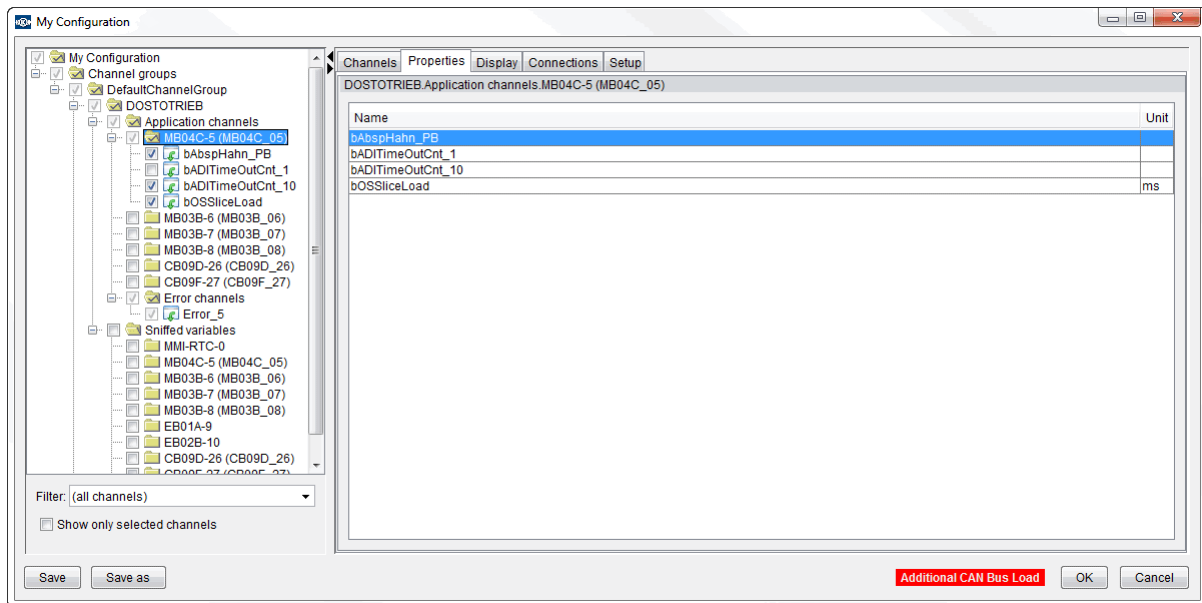 My Configuration
My Configuration
Channel groups
DefaultChannelGroup
DOSTOTRIEB
Application channels
MB04C-5 (MB04C_05)
bAbspHahn_PB
bADITimeOutCnt_1
bADITimeOutCnt_10
bOSSliceLoad
MB03B-6 (MB03B_06)
MB03B-7 (MB03B_07)
MB03B-8 (MB03B_08)
CB09D-26 (CB09D_26)
CB09F-27 (CB09F_27)
Error channels
Error_5
Sniffed variables
MMI-RTC-0
MB04C-5 (MB04C_05)
MB03B-6 (MB03B_06)
MB03B-7 (MB03B_07)
MB03B-8 (MB03B_08)
EB01A-9
EB02B-10
CB09D-26 (CB09D_26)
CB09F-27 (CB09F_27)
Filter: (all channels)
Show only selected channels
Channels Properties Display Connections Setup
DOSTOTRIEB.Application channels.MB04C-5 (MB04C_05)
Name Unit
bAbspHahn_PB
bADITimeOutCnt_1
bADITimeOutCnt_10
bOSSliceLoad ms
Save Save as Additional CAN Bus Load OK Cancel